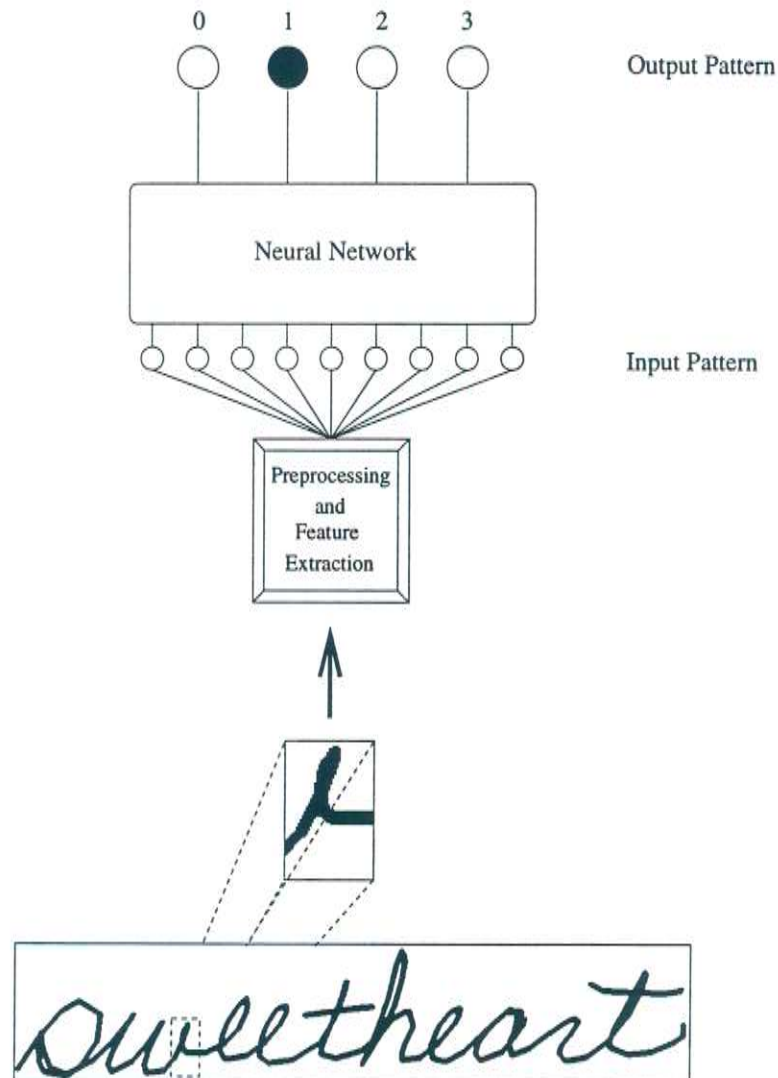 0 1 2 3
Output Pattern
Neural Network
Input Pattern
Preprocessing
and
Feature
Extraction
sweetheart